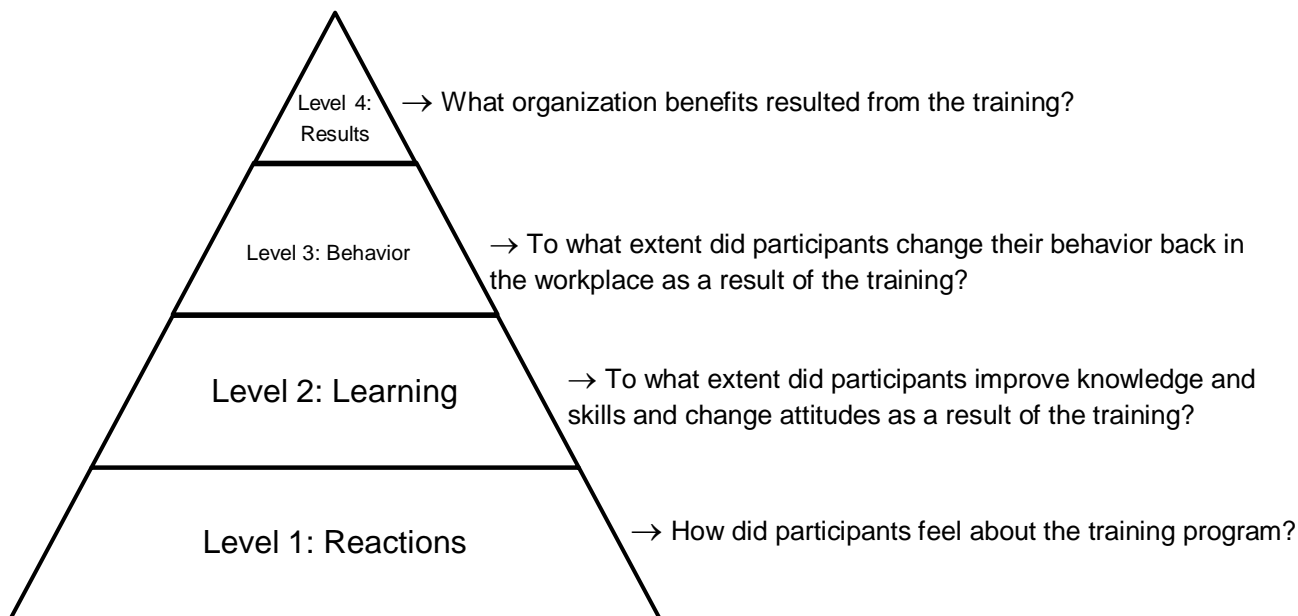 Level 4:
Results
→ What organization benefits resulted from the training?
Level 3: Behavior
→ To what extent did participants change their behavior back in
the workplace as a result of the training?
Level 2: Learning
→ To what extent did participants improve knowledge and
skills and change attitudes as a result of the training?
Level 1: Reactions
→ How did participants feel about the training program?